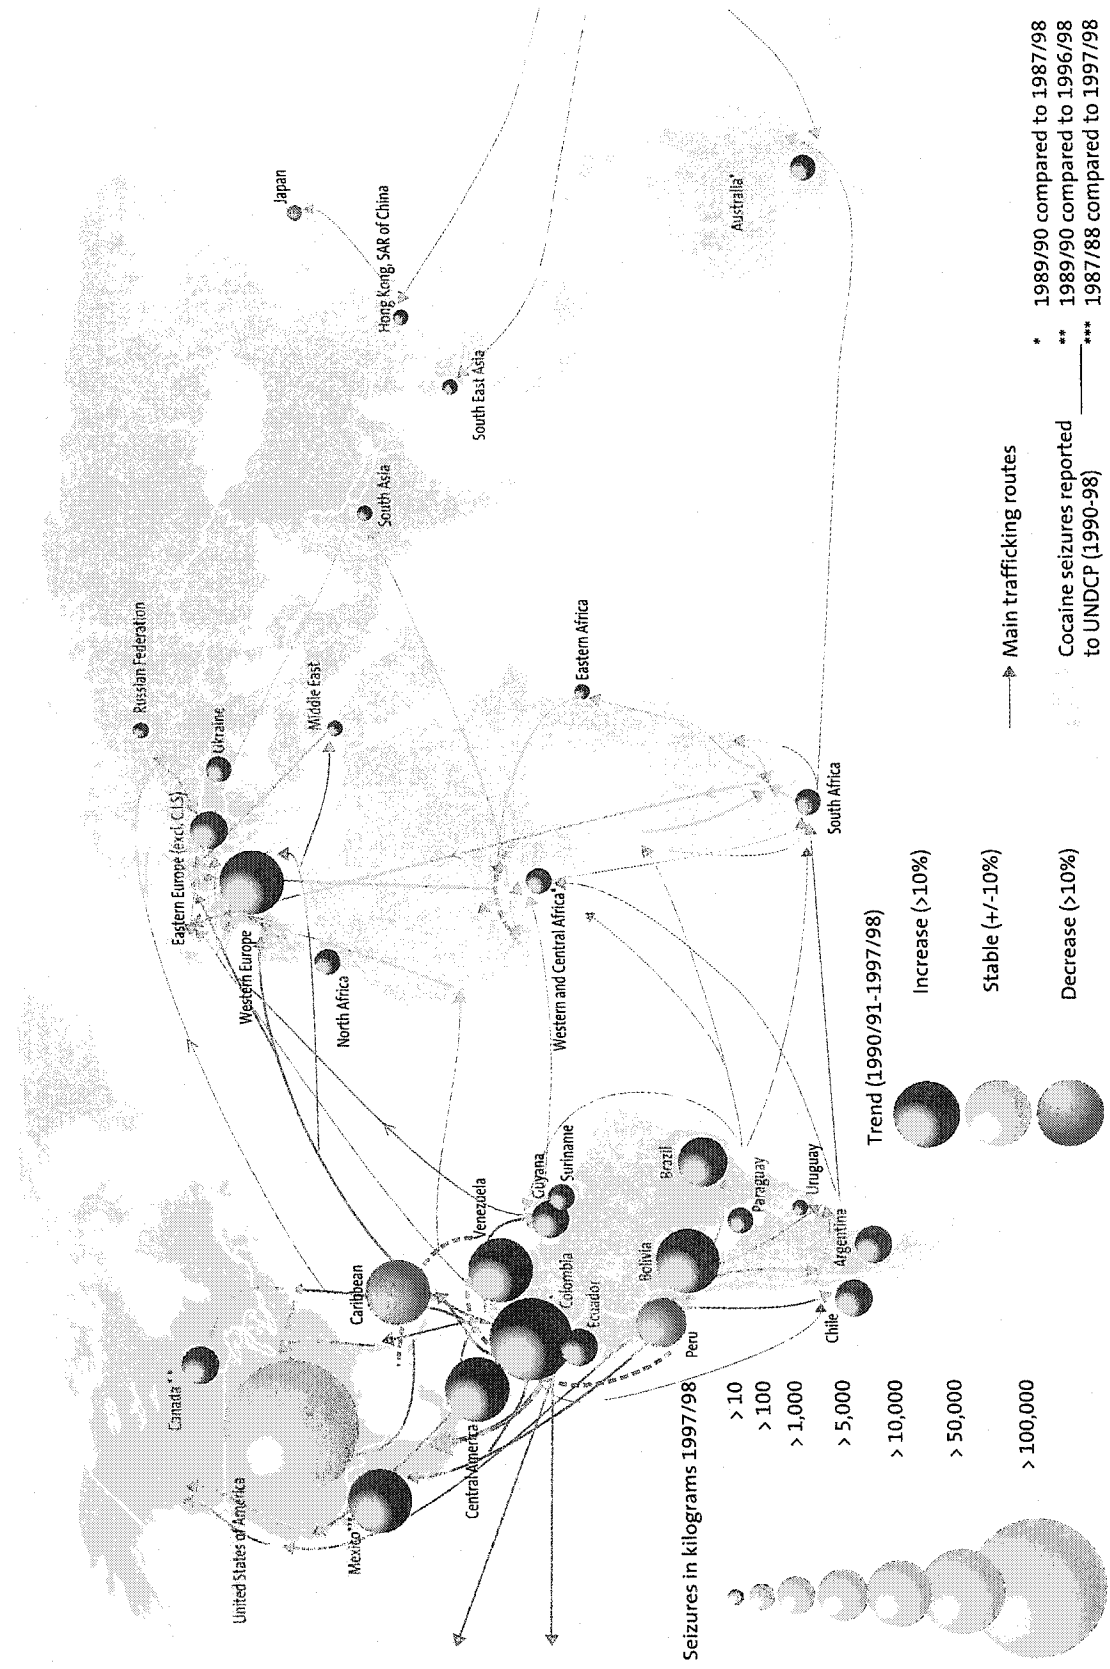 Canada**
United States of America
Mexico***
Central America
Caribbean
Venezuela
Guyana
Suriname
Colombia
Ecuador
Peru
Bolivia
Brazil
Paraguay
Uruguay
Argentina
Chile
Eastern Europe (excl. C.I.S)
Western Europe
Ukraine
Russian Federation
North Africa
Middle East
Western and Central Africa*
Eastern Africa
South Africa
South Asia
South East Asia
Hong Kong, SAR of China
Japan
Australia*
Seizures in kilograms 1997/98
> 10
> 100
> 1,000
> 5,000
> 10,000
> 50,000
> 100,000
Trend (1990/91-1997/98)
Increase (>10%)
Stable (+/-10%)
Decrease (>10%)
Main trafficking routes
Cocaine seizures reported
to UNDCP (1990-98)
* 1989/90 compared to 1987/98
** 1989/90 compared to 1996/98
*** 1987/88 compared to 1997/98